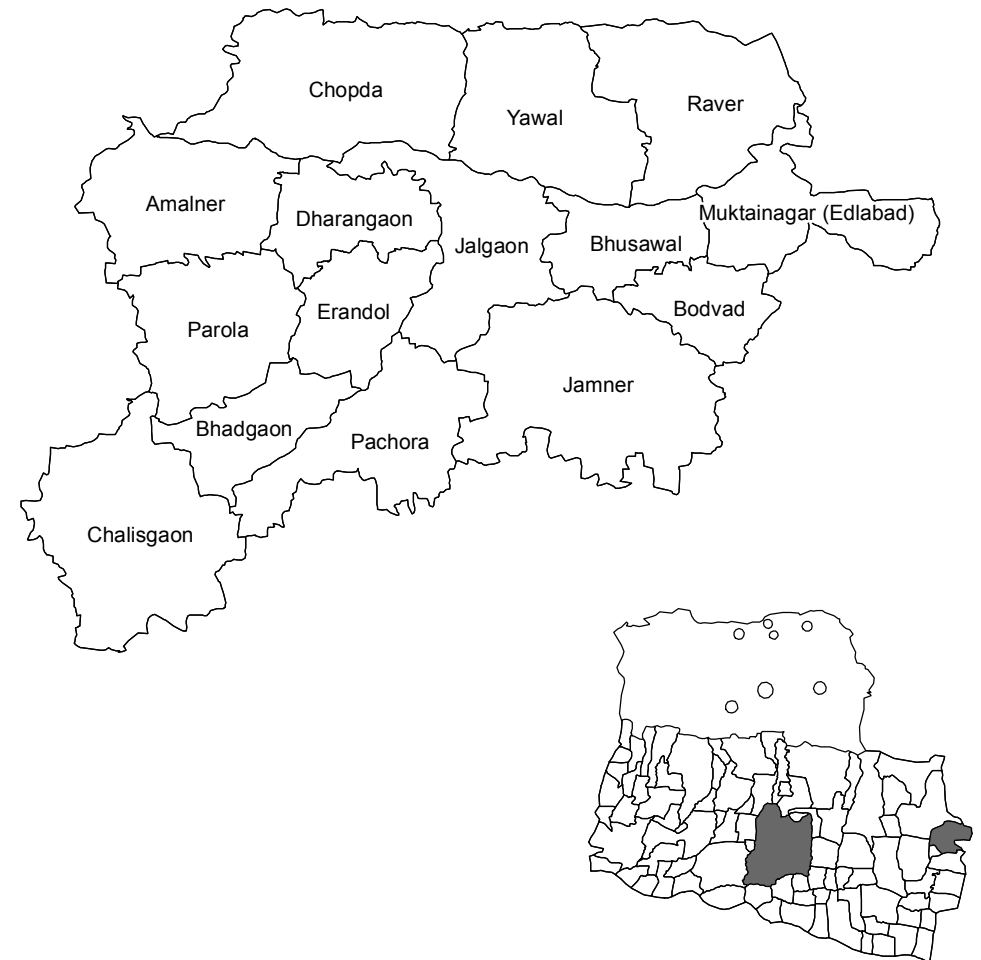 Chopda
Yawal
Raver
Amalner
Dharangaon
Jalgaon
Bhusawal
Muktainagar (Edlabad)
Parola
Erandol
Bodvad
Jamner
Bhadgaon
Pachora
Chalisgaon